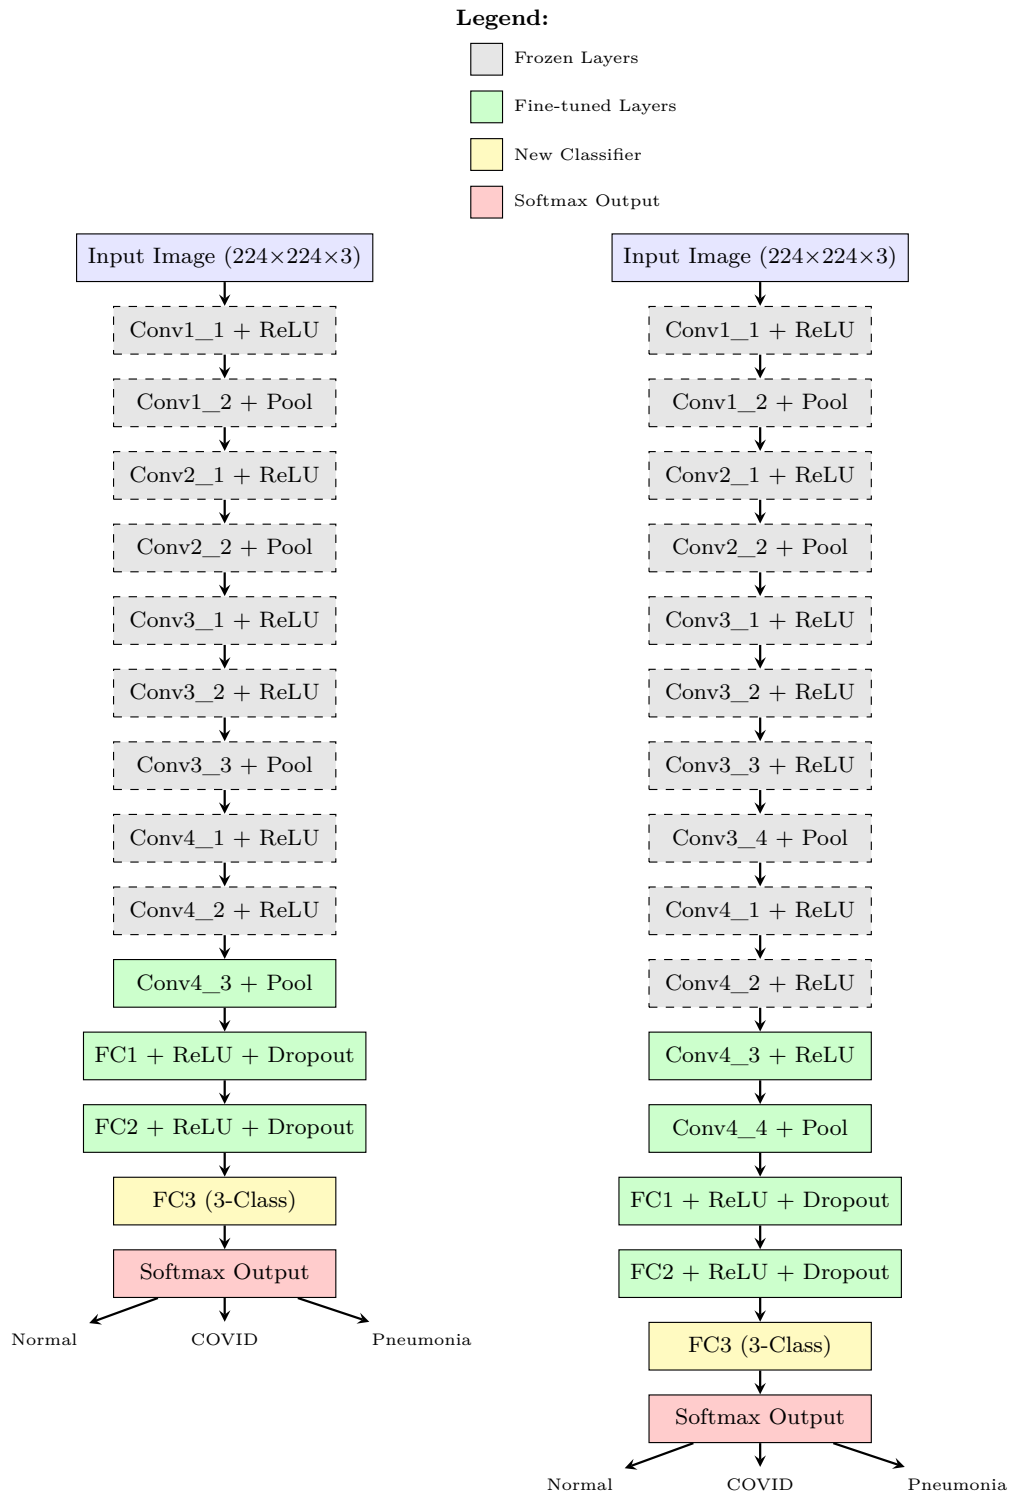 Legend:
Frozen Layers
Fine-tuned Layers
New Classifier
Softmax Output
Input Image (224×224×3)
Conv1_1 + ReLU
Conv1_2 + Pool
Conv2_1 + ReLU
Conv2_2 + Pool
Conv3_1 + ReLU
Conv3_2 + ReLU
Conv3_3 + Pool
Conv4_1 + ReLU
Conv4_2 + ReLU
Conv4_3 + Pool
FC1 + ReLU + Dropout
FC2 + ReLU + Dropout
FC3 (3-Class)
Softmax Output
Normal
COVID
Pneumonia
Input Image (224×224×3)
Conv1_1 + ReLU
Conv1_2 + Pool
Conv2_1 + ReLU
Conv2_2 + Pool
Conv3_1 + ReLU
Conv3_2 + ReLU
Conv3_3 + ReLU
Conv3_4 + Pool
Conv4_1 + ReLU
Conv4_2 + ReLU
Conv4_3 + ReLU
Conv4_4 + Pool
FC1 + ReLU + Dropout
FC2 + ReLU + Dropout
FC3 (3-Class)
Softmax Output
Normal
COVID
Pneumonia